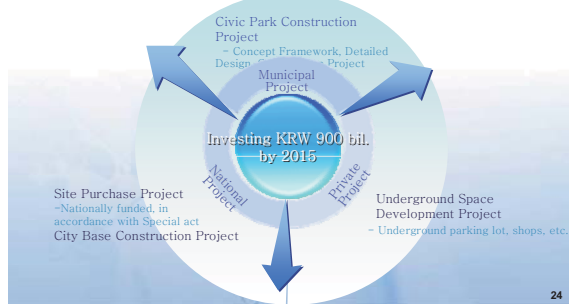 Civic Park Construction
Project
- Concept Framework, Detailed
Design, Project
Municipal
Project
Investing KRW 900 bil.
by 2015
National
Project
Private
Project
Site Purchase Project
-Nationally funded, in
accordance with Special act
City Base Construction Project
Underground Space
Development Project
- Underground parking lot, shops, etc.
24